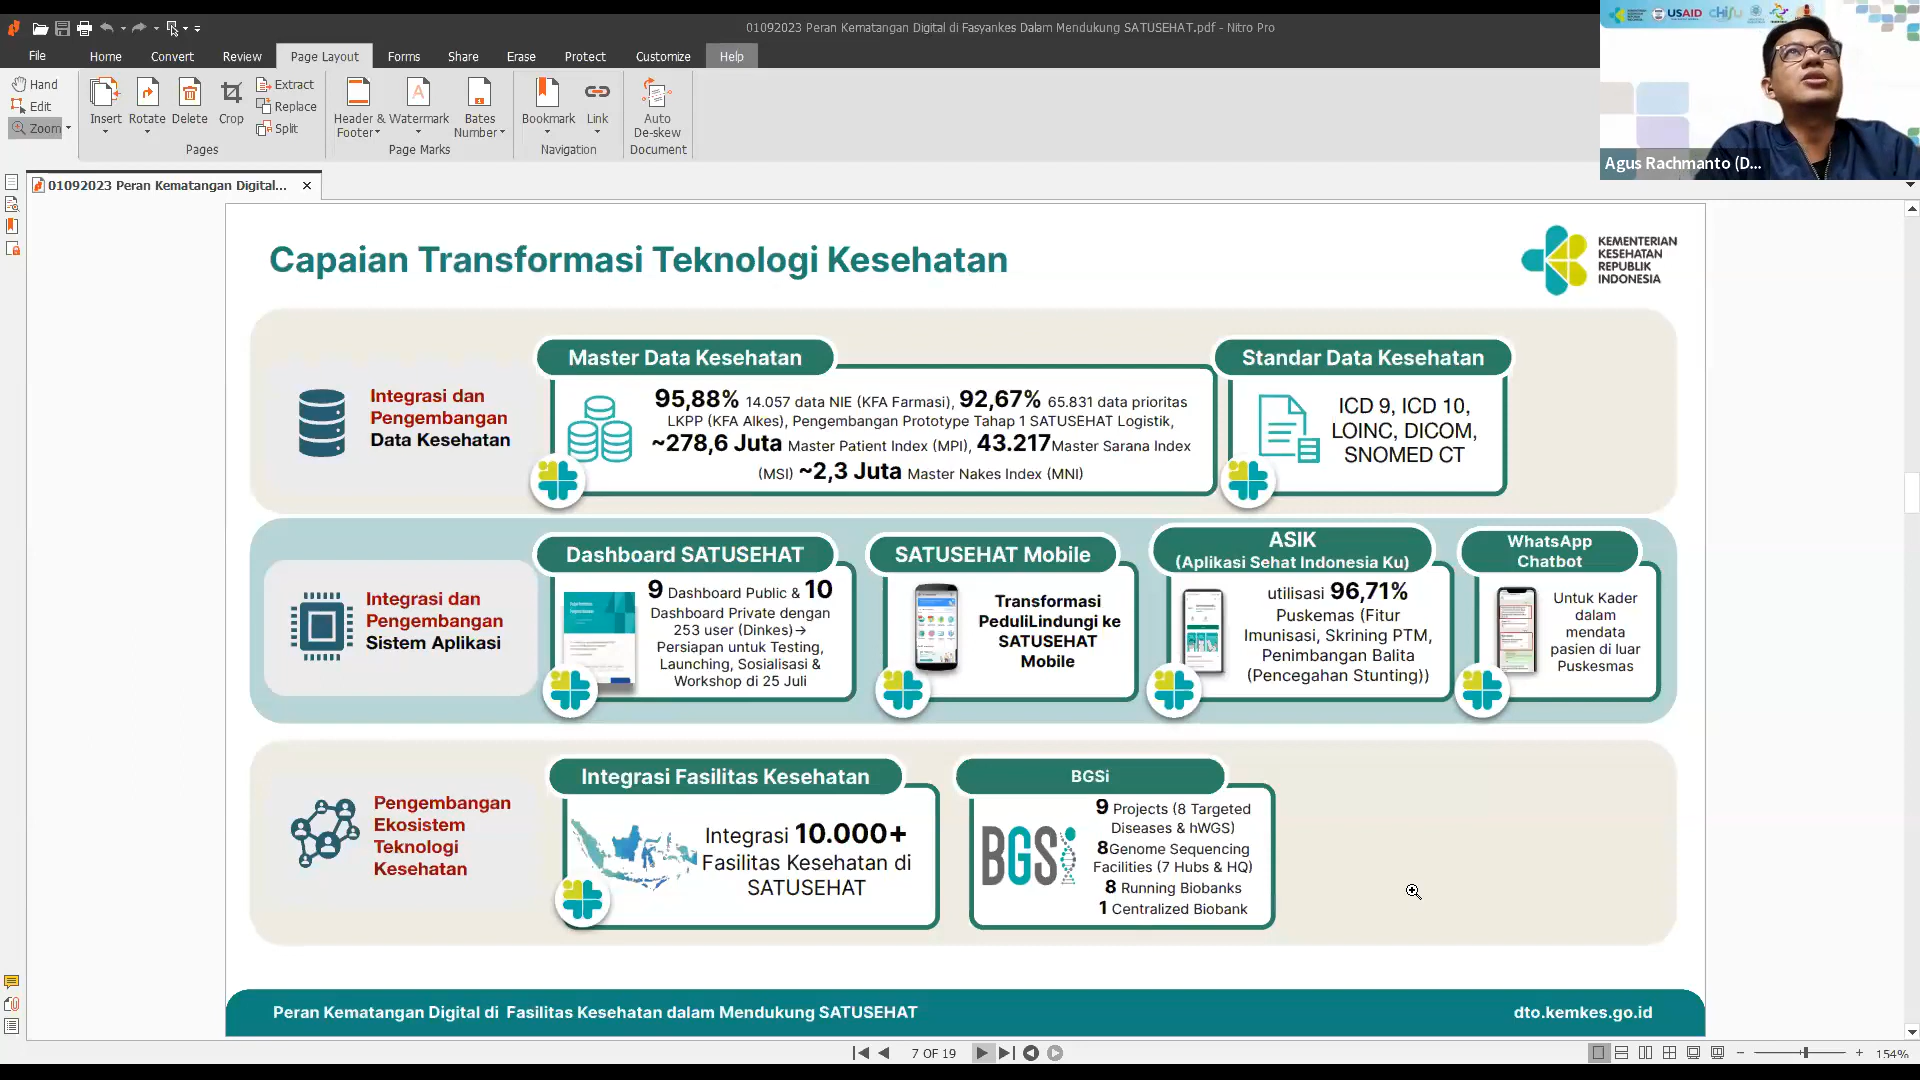 01092023 Peran Kematangan Digital di Fasyankes Dalam Mendukung SATUSEHAT.pdf - Nitro Pro
File Home Convert Review Page Layout Forms Share Erase Protect Customize Help
Hand
Edit
Zoom
Insert Rotate Delete Crop
Extract
Replace
Split
Pages
Header &
Footer
Watermark
Bates
Number
Page Marks
Bookmark
Link
Navigation
Auto
De-skew
Document
USAID
Agus Rachmanto (D...
01092023 Peran Kematangan Digital...
Capaian Transformasi Teknologi Kesehatan
KEMENTERIAN
KESEHATAN
REPUBLIK
INDONESIA
Integrasi dan
Pengembangan
Data Kesehatan
Master Data Kesehatan
95,88% 14.057 data NIE (KFA Farmasi), 92,67% 65.831 data prioritas
LKPP (KFA Alkes), Pengembangan Prototype Tahap 1 SATUSEHAT Logistik,
~278,6 Juta Master Patient Index (MPI), 43.217Master Sarana Index
(MSI) ~2,3 Juta Master Nakes Index (MNI)
Standar Data Kesehatan
ICD 9, ICD 10,
LOINC, DICOM,
SNOMED CT
Integrasi dan
Pengembangan
Sistem Aplikasi
Dashboard SATUSEHAT
9 Dashboard Public & 10
Dashboard Private dengan
253 user (Dinkes)→
Persiapan untuk Testing,
Launching, Sosialisasi &
Workshop di 25 Juli
SATUSEHAT Mobile
Transformasi
PeduliLindungi ke
SATUSEHAT
Mobile
ASIK
(Aplikasi Sehat Indonesia Ku)
utilisasi 96,71%
Puskemas (Fitur
Imunisasi, Skrining PTM,
Penimbangan Balita
(Pencegahan Stunting))
WhatsApp
Chatbot
Untuk Kader
dalam
mendata
pasien di luar
Puskesmas
Pengembangan
Ekosistem
Teknologi
Kesehatan
Integrasi Fasilitas Kesehatan
Integrasi 10.000+
Fasilitas Kesehatan di
SATUSEHAT
BGSi
BGSi
9 Projects (8 Targeted
Diseases & hWGS)
8Genome Sequencing
Facilities (7 Hubs & HQ)
8 Running Biobanks
1 Centralized Biobank
Peran Kematangan Digital di Fasilitas Kesehatan dalam Mendukung SATUSEHAT
dto.kemkes.go.id
7 OF 19
154%